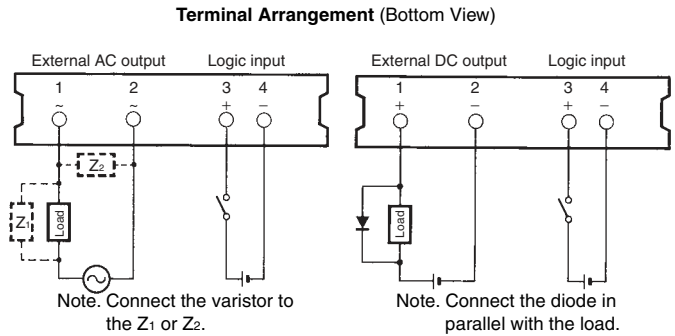 Terminal Arrangement (Bottom View)
External AC output Logic input External DC output Logic input
1 2 3 4 1 2 3 4
~ ~ + − + − + −
Z₂
Z₁ Load Load
Note. Connect the varistor to
the Z₁ or Z₂.
Note. Connect the diode in
parallel with the load.